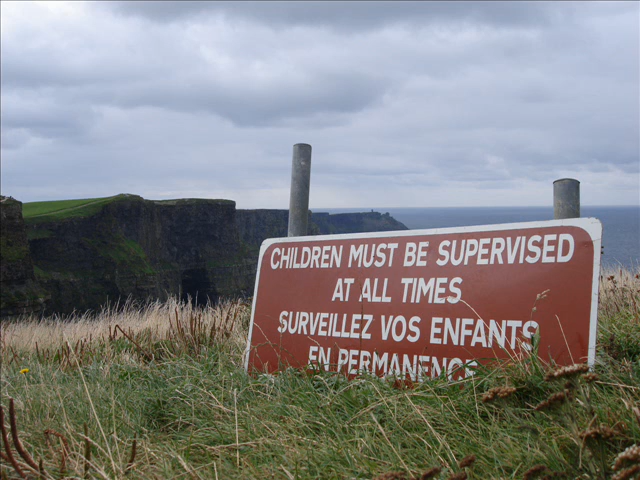 CHILDREN MUST BE SUPERVISED
AT ALL TIMES
SURVEILLEZ VOS ENFANTS
EN PERMANENCE